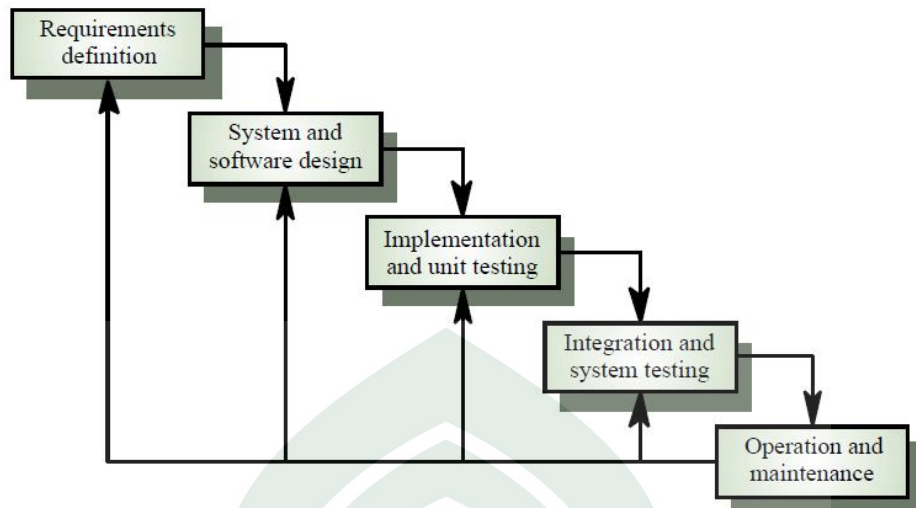 Requirements
definition
System and
software design
Implementation
and unit testing
Integration and
system testing
Operation and
maintenance